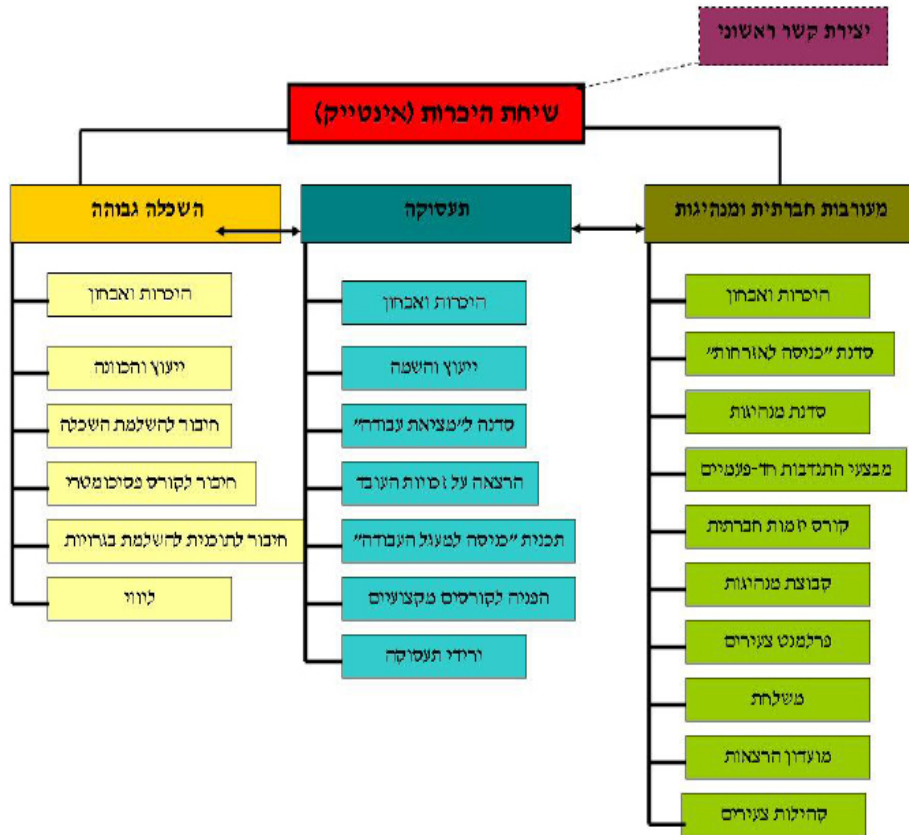 יצירת קשר ראשוני
שיחת היכרות (אינטייק)
מעורבות חברתית ומנהיגות
היכרות ואבחון
סדנת "כניסה לאזרחות"
סדנת מנהיגות
מבצעי התנדבות חד-פעמיים
קורס יזמות חברתית
קבוצת מנהיגות
פרלמנט צעירים
משלחת
מועדון הרצאות
קהילות צעירים
תעסוקה
היכרות ואבחון
ייעוץ והשמה
סדנה ל"מציאת עבודה"
הרצאה על זכויות העובד
תכנית "כניסה למעגל העבודה"
הפניה לקורסים מקצועיים
ירידי תעסוקה
השכלה גבוהה
היכרות ואבחון
ייעוץ והכוונה
חיבור להשלמת השכלה
חיבור לקורס פסיכומטרי
חיבור לתוכנית להשלמת בגרויות
ליווי